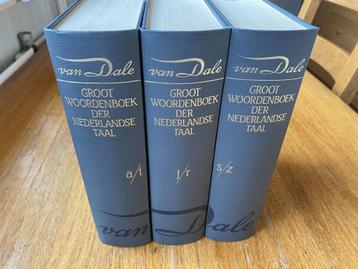 van Dale
GROOT
WOORDENBOEK
DER
NEDERLANDSE
TAAL
a/i
van Dale
GROOT
WOORDENBOEK
DER
NEDERLANDSE
TAAL
j/r
van Dale
GROOT
WOORDENBOEK
DER
NEDERLANDSE
TAAL
s/z
van Dale